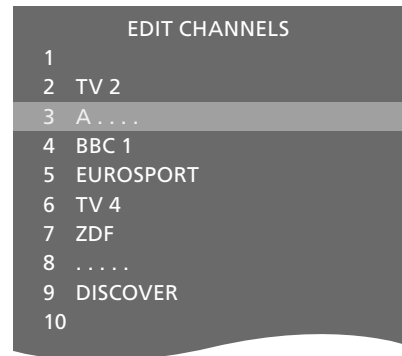 EDIT CHANNELS
1
2 TV 2
3 A . . . .
4 BBC 1
5 EUROSPORT
6 TV 4
7 ZDF
8 . . . . .
9 DISCOVER
10